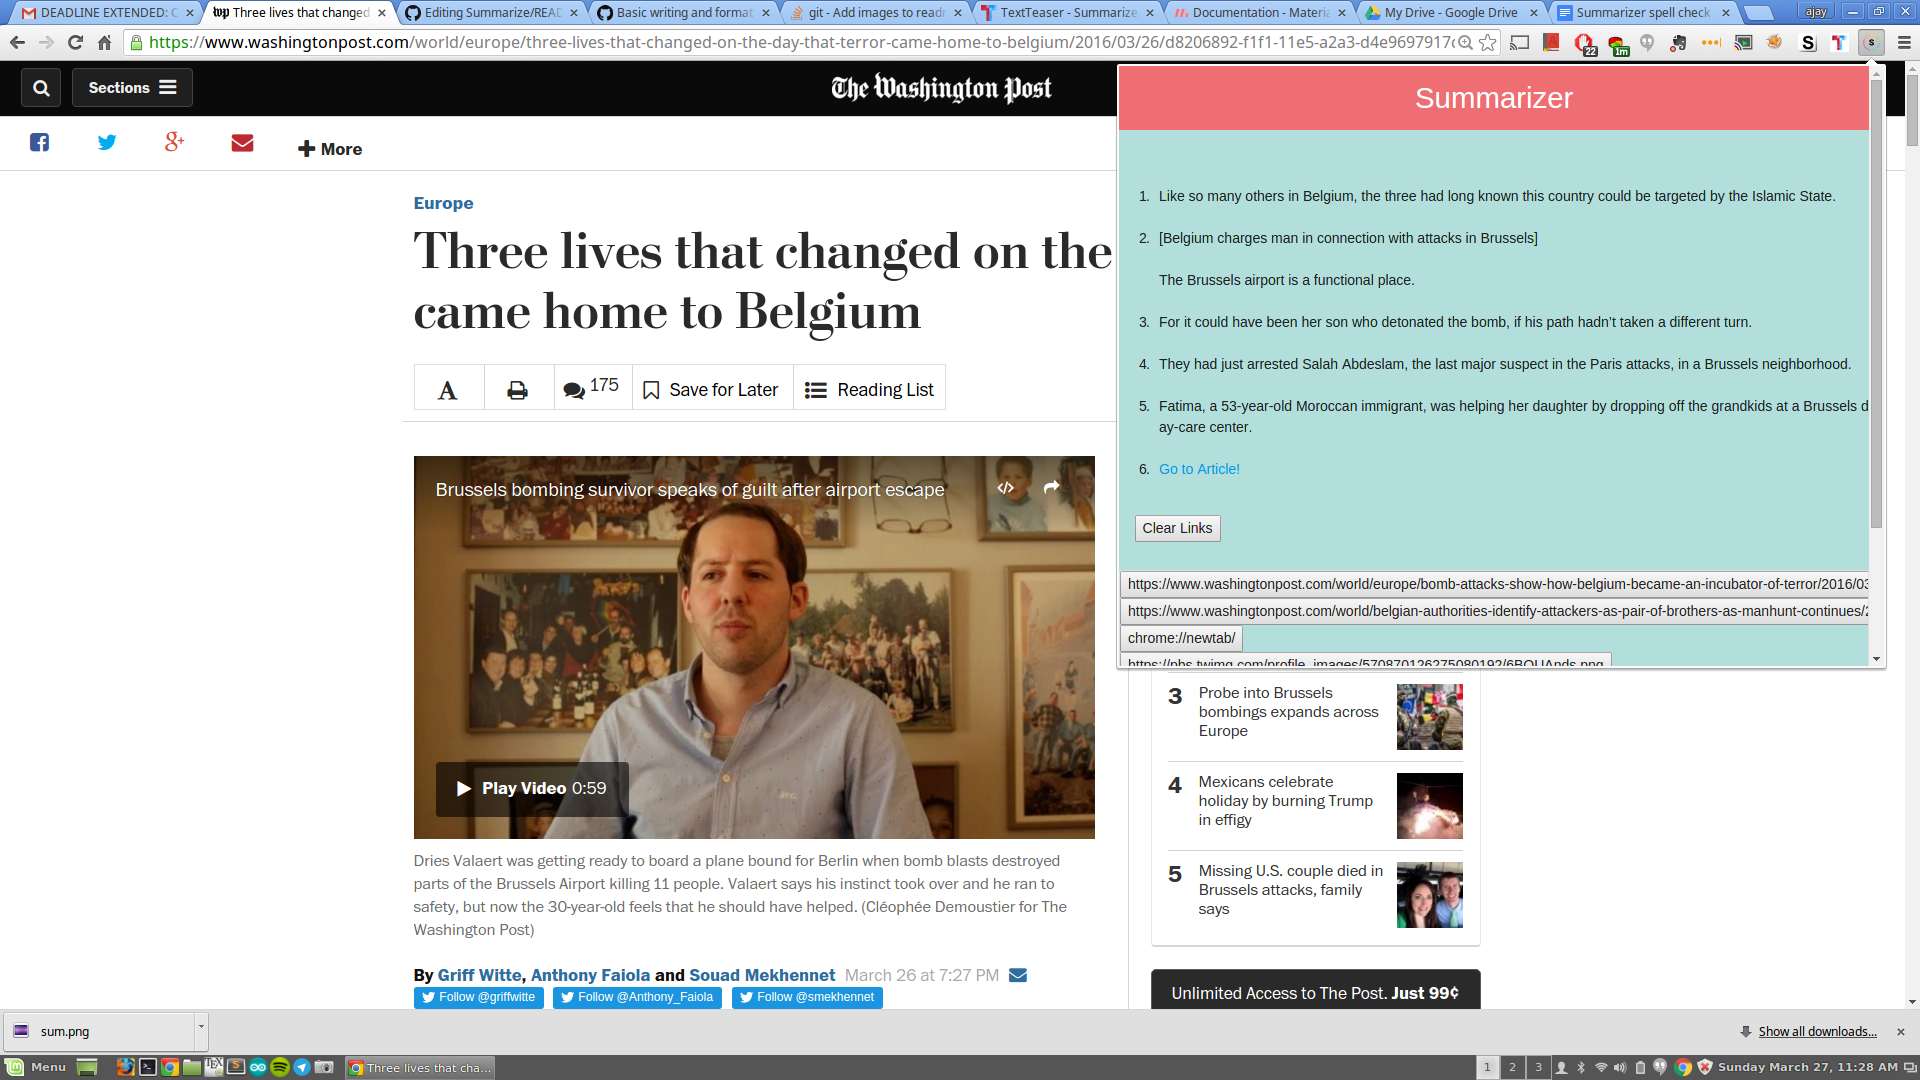 DEADLINE EXTENDED: C
Three lives that changed
Editing Summarize/READ
Basic writing and format
git - Add images to readm
TextTeaser - Summarize
Documentation - Materia
My Drive - Google Drive
Summarizer spell check
ajay
https://www.washingtonpost.com/world/europe/three-lives-that-changed-on-the-day-that-terror-came-home-to-belgium/2016/03/26/d8206892-f1f1-11e5-a2a3-d4e9697917d
22
1m
Sections
The Washington Post
More
Europe
Three lives that changed on the
came home to Belgium
175
Save for Later
Reading List
Brussels bombing survivor speaks of guilt after airport escape
Play Video 0:59
Dries Valaert was getting ready to board a plane bound for Berlin when bomb blasts destroyed
parts of the Brussels Airport killing 11 people. Valaert says his instinct took over and he ran to
safety, but now the 30-year-old feels that he should have helped. (Cléophée Demoustier for The
Washington Post)
By Griff Witte, Anthony Faiola and Souad Mekhennet March 26 at 7:27 PM
Follow @griffwitte
Follow @Anthony_Faiola
Follow @smekhennet
Summarizer
1. Like so many others in Belgium, the three had long known this country could be targeted by the Islamic State.
2. [Belgium charges man in connection with attacks in Brussels]
The Brussels airport is a functional place.
3. For it could have been her son who detonated the bomb, if his path hadn't taken a different turn.
4. They had just arrested Salah Abdeslam, the last major suspect in the Paris attacks, in a Brussels neighborhood.
5. Fatima, a 53-year-old Moroccan immigrant, was helping her daughter by dropping off the grandkids at a Brussels d
ay-care center.
6. Go to Article!
Clear Links
https://www.washingtonpost.com/world/europe/bomb-attacks-show-how-belgium-became-an-incubator-of-terror/2016/03
https://www.washingtonpost.com/world/belgian-authorities-identify-attackers-as-pair-of-brothers-as-manhunt-continues/2
chrome://newtab/
https://pbs.twimg.com/profile_images/570870126275080192/6BOUAnds.png
3 Probe into Brussels
bombings expands across
Europe
4 Mexicans celebrate
holiday by burning Trump
in effigy
5 Missing U.S. couple died in
Brussels attacks, family
says
Unlimited Access to The Post. Just 99¢
sum.png
Show all downloads...
Menu
Three lives that cha...
1 2 3
Sunday March 27, 11:28 AM